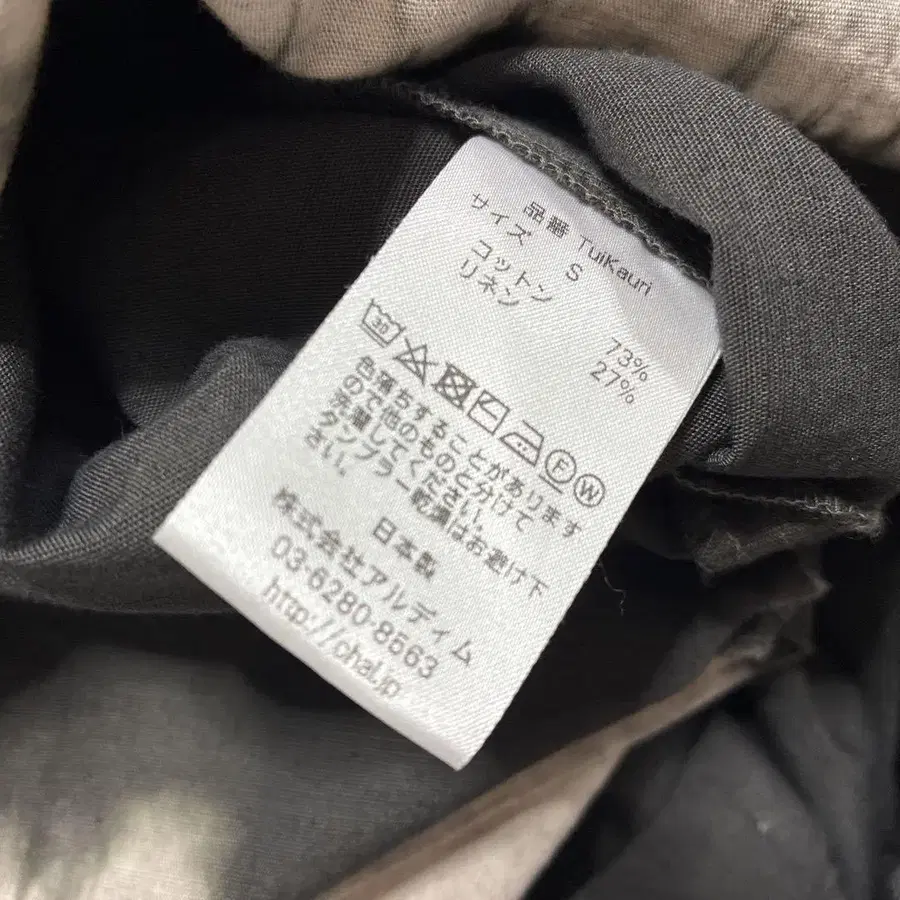 品番 TuiKauri
サイズ S
コットン 73%
リネン 27%
30
F W
色落ちすることがあります
ので他のものと分けて
洗濯してください。
タンブラー乾燥はお避け下
さい。
日本製
株式会社アルディム
03-6280-8563
http://chal.jp